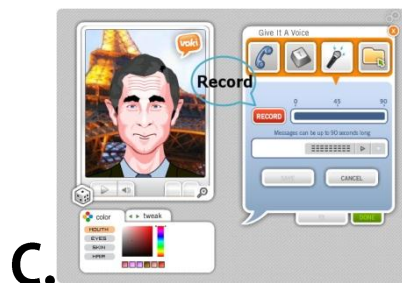 Give It A Voice
voki
Record
0 45 90
RECORD
Messages can be up to 90 seconds long
SAVE
CANCEL
color
tweak
MOUTH
EYES
SKIN
HAIR
DONE
C.